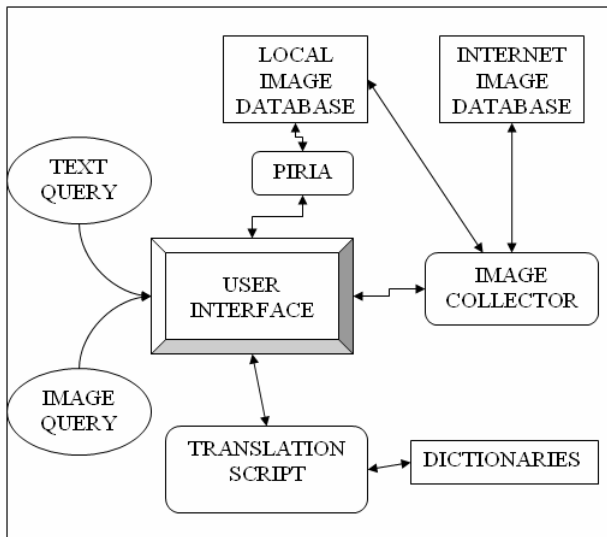 LOCAL
IMAGE
DATABASE
INTERNET
IMAGE
DATABASE
TEXT
QUERY
PIRIA
USER
INTERFACE
IMAGE
COLLECTOR
IMAGE
QUERY
TRANSLATION
SCRIPT
DICTIONARIES